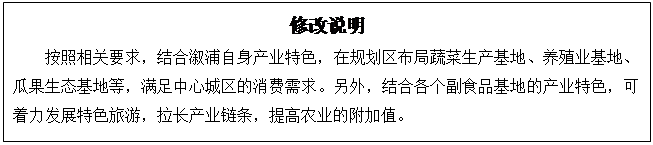 修改说明
按照相关要求，结合溆浦自身产业特色，在规划区布局蔬菜生产基地、养殖业基地、
瓜果生态基地等，满足中心城区的消费需求。另外，结合各个副食品基地的产业特色，可
着力发展特色旅游，拉长产业链条，提高农业的附加值。